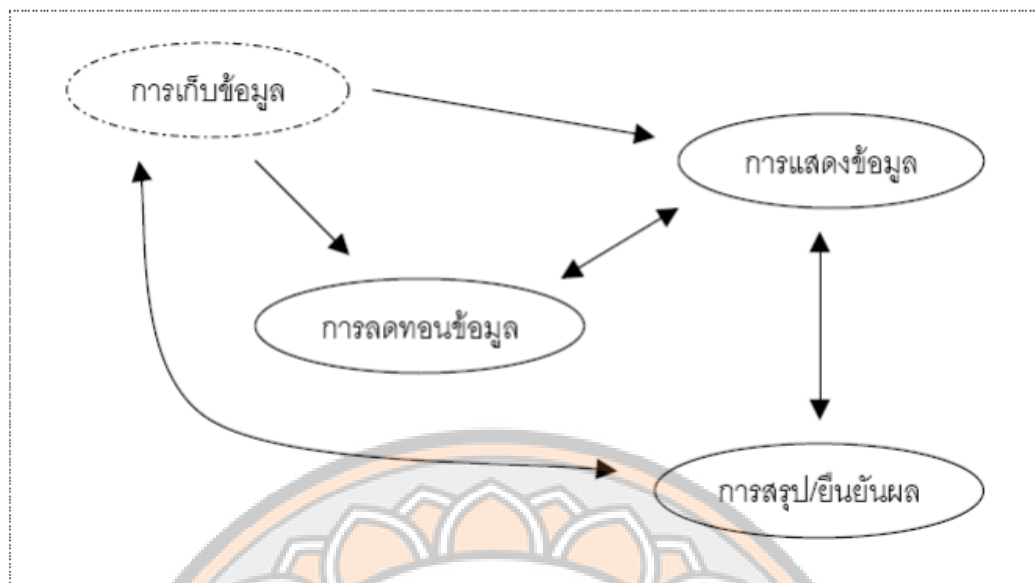 การเก็บข้อมูล
การแสดงข้อมูล
การลดทอนข้อมูล
การสรุป/ยืนยันผล